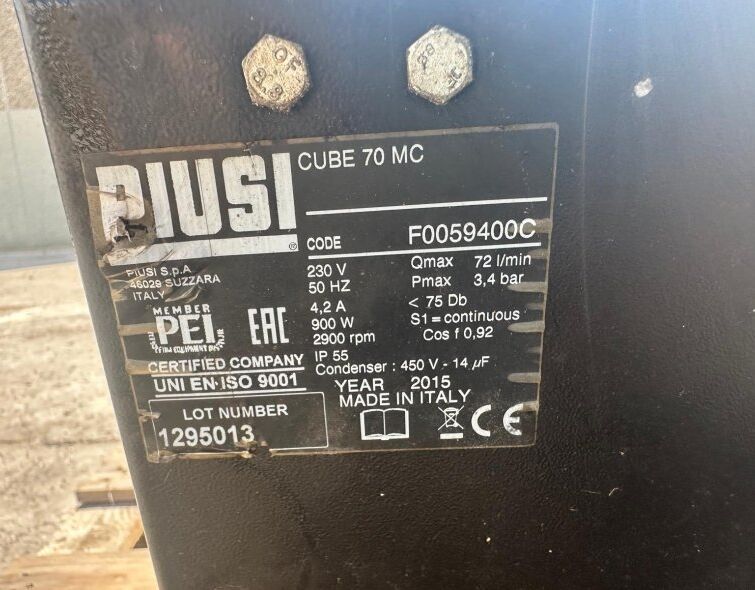 PIUSI
®
CUBE 70 MC
CODE F0059400C
PIUSI S.p.A
46029 SUZZARA
ITALY
230 V
50 HZ
4,2 A
900 W
2900 rpm
IP 55
Qmax 72 l/min
Pmax 3,4 bar
< 75 Db
S1 = continuous
Cos f 0,92
Condenser : 450 V - 14 µF
MEMBER
PEI
EAC
CERTIFIED COMPANY
UNI EN-ISO 9001
YEAR 2015
MADE IN ITALY
LOT NUMBER
1295013
CE